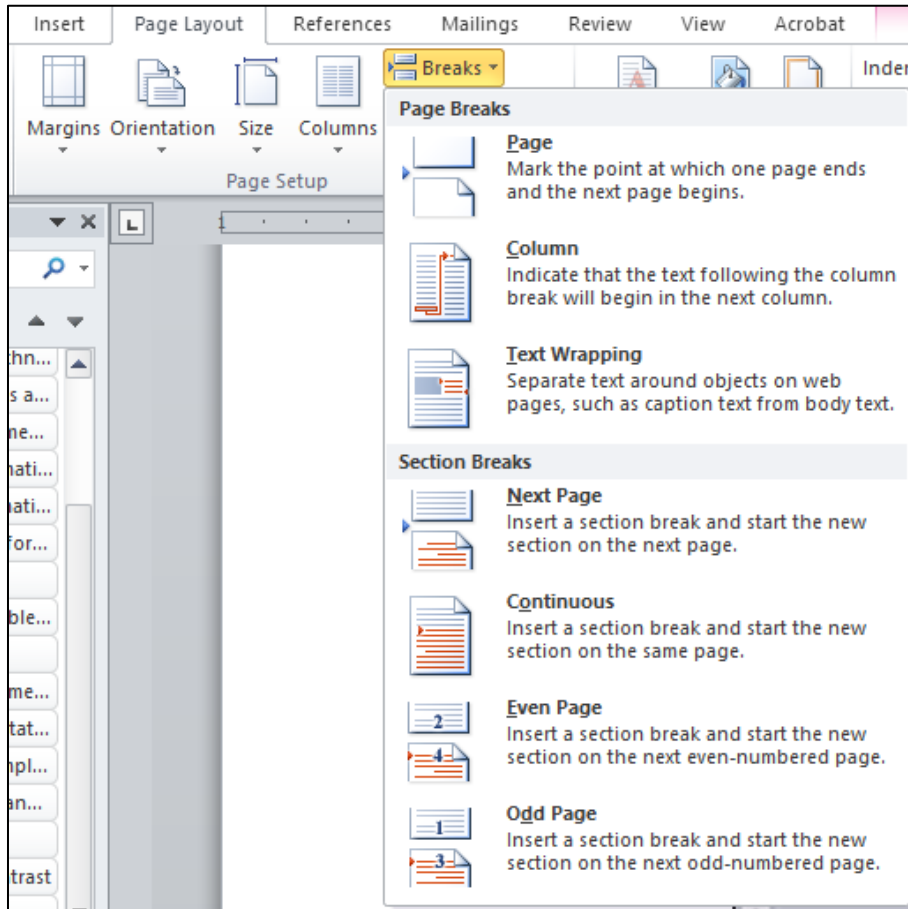 Insert Page Layout References Mailings Review View Acrobat
Breaks
Margins Orientation Size Columns
Page Setup
Page Breaks
Page
Mark the point at which one page ends
and the next page begins.
Column
Indicate that the text following the column
break will begin in the next column.
Text Wrapping
Separate text around objects on web
pages, such as caption text from body text.
Section Breaks
Next Page
Insert a section break and start the new
section on the next page.
Continuous
Insert a section break and start the new
section on the same page.
2
Even Page
Insert a section break and start the new
4
section on the next even-numbered page.
1
Odd Page
Insert a section break and start the new
3
section on the next odd-numbered page.